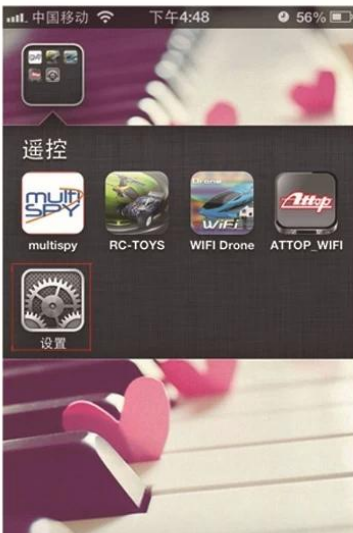 中国移动 下午4:48 56%
遥控
multi SPY Drone WiFi Attop
multispy RC-TOYS WIFI Drone ATTOP_WIFI
设置